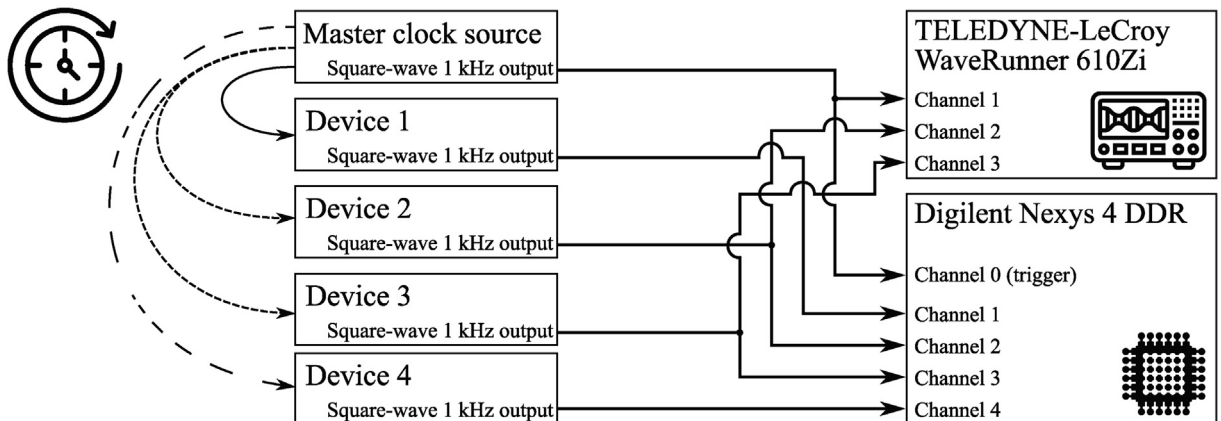 Master clock source
Square-wave 1 kHz output
Device 1
Square-wave 1 kHz output
Device 2
Square-wave 1 kHz output
Device 3
Square-wave 1 kHz output
Device 4
Square-wave 1 kHz output
TELEDYNE-LeCroy
WaveRunner 610Zi
Channel 1
Channel 2
Channel 3
Digilent Nexys 4 DDR
Channel 0 (trigger)
Channel 1
Channel 2
Channel 3
Channel 4